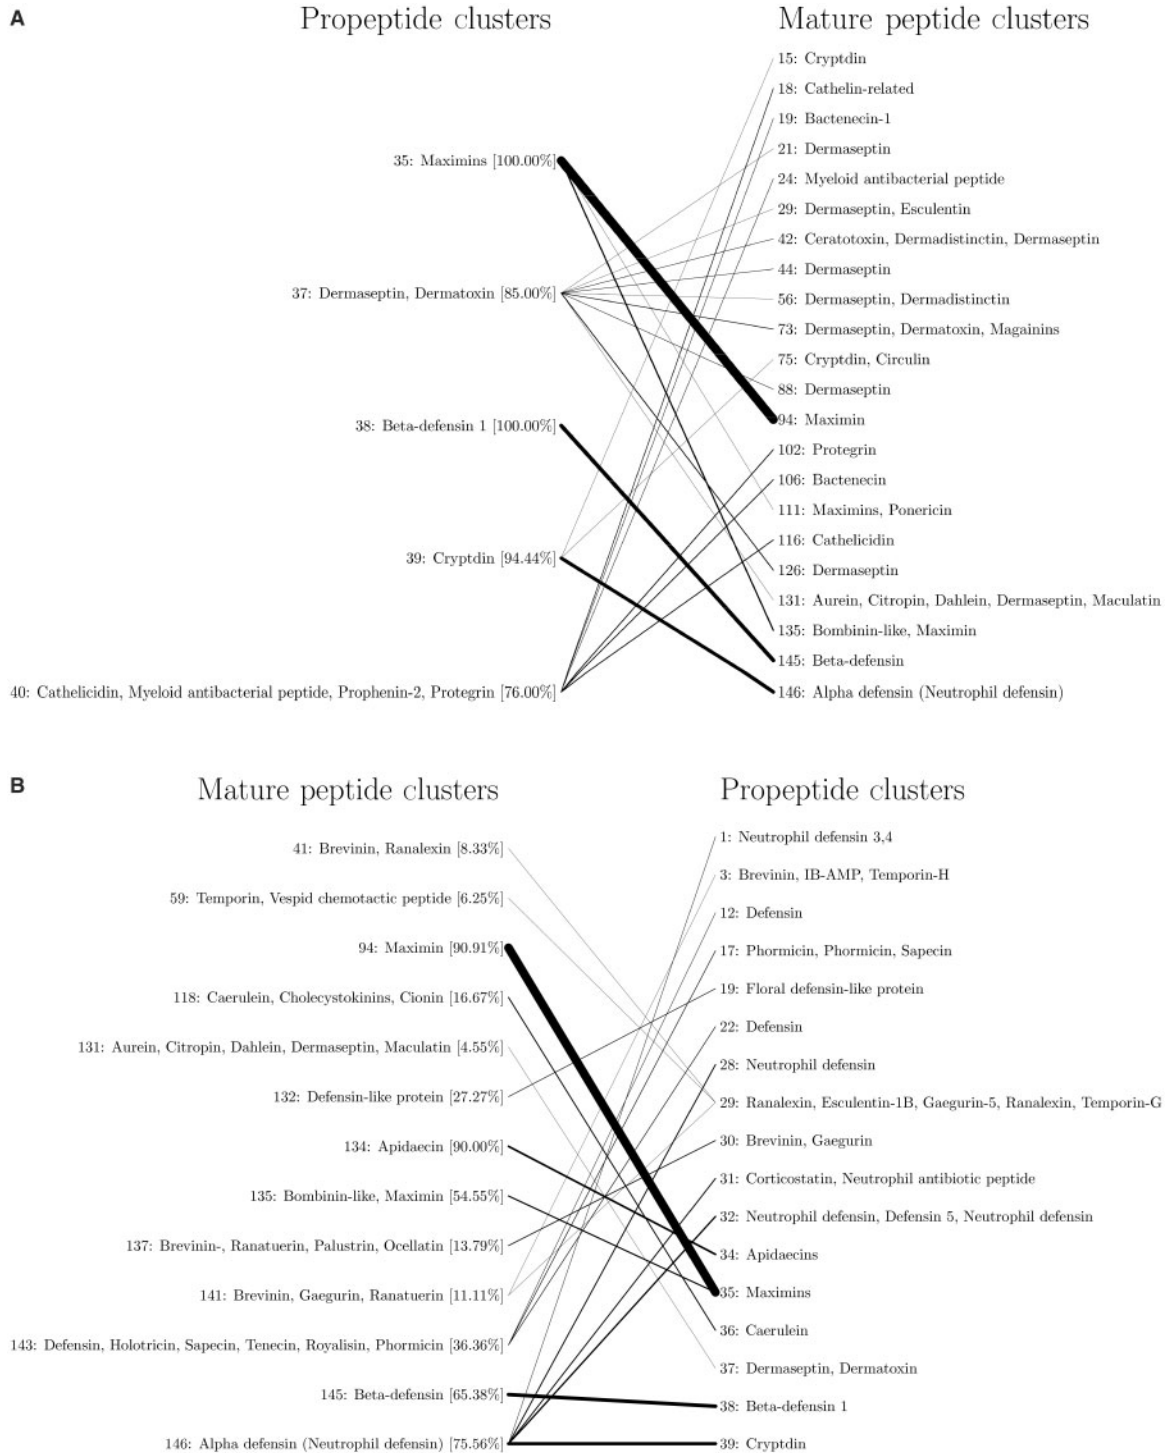 A
Propeptide clusters
Mature peptide clusters
35: Maximins [100.00%]
37: Dermaseptin, Dermatoxin [85.00%]
38: Beta-defensin 1 [100.00%]
39: Cryptdin [94.44%]
40: Cathelicidin, Myeloid antibacterial peptide, Prophenin-2, Protegrin [76.00%]
15: Cryptdin
18: Cathelin-related
19: Bactenecin-1
21: Dermaseptin
24: Myeloid antibacterial peptide
29: Dermaseptin, Esculentin
42: Ceratotoxin, Dermadistinctin, Dermaseptin
44: Dermaseptin
56: Dermaseptin, Dermadistinctin
73: Dermaseptin, Dermatoxin, Magainins
75: Cryptdin, Circulin
88: Dermaseptin
94: Maximin
102: Protegrin
106: Bactenecin
111: Maximins, Ponericin
116: Cathelicidin
126: Dermaseptin
131: Aurein, Citropin, Dahlein, Dermaseptin, Maculatin
135: Bombinin-like, Maximin
145: Beta-defensin
146: Alpha defensin (Neutrophil defensin)
B
Mature peptide clusters
Propeptide clusters
41: Brevinin, Ranalexin [8.33%]
59: Temporin, Vespid chemotactic peptide [6.25%]
94: Maximin [90.91%]
118: Caerulein, Cholecystokinins, Cionin [16.67%]
131: Aurein, Citropin, Dahlein, Dermaseptin, Maculatin [4.55%]
132: Defensin-like protein [27.27%]
134: Apidaecin [90.00%]
135: Bombinin-like, Maximin [54.55%]
137: Brevinin-, Ranatuerin, Palustrin, Ocellatin [13.79%]
141: Brevinin, Gaegurin, Ranatuerin [11.11%]
143: Defensin, Holotricin, Sapecin, Tenecin, Royalisin, Phormicin [36.36%]
145: Beta-defensin [65.38%]
146: Alpha defensin (Neutrophil defensin) [75.56%]
1: Neutrophil defensin 3,4
3: Brevinin, IB-AMP, Temporin-H
12: Defensin
17: Phormicin, Phormicin, Sapecin
19: Floral defensin-like protein
22: Defensin
28: Neutrophil defensin
29: Ranalexin, Esculentin-1B, Gaegurin-5, Ranalexin, Temporin-G
30: Brevinin, Gaegurin
31: Corticostatin, Neutrophil antibiotic peptide
32: Neutrophil defensin, Defensin 5, Neutrophil defensin
34: Apidaecins
35: Maximins
36: Caerulein
37: Dermaseptin, Dermatoxin
38: Beta-defensin 1
39: Cryptdin